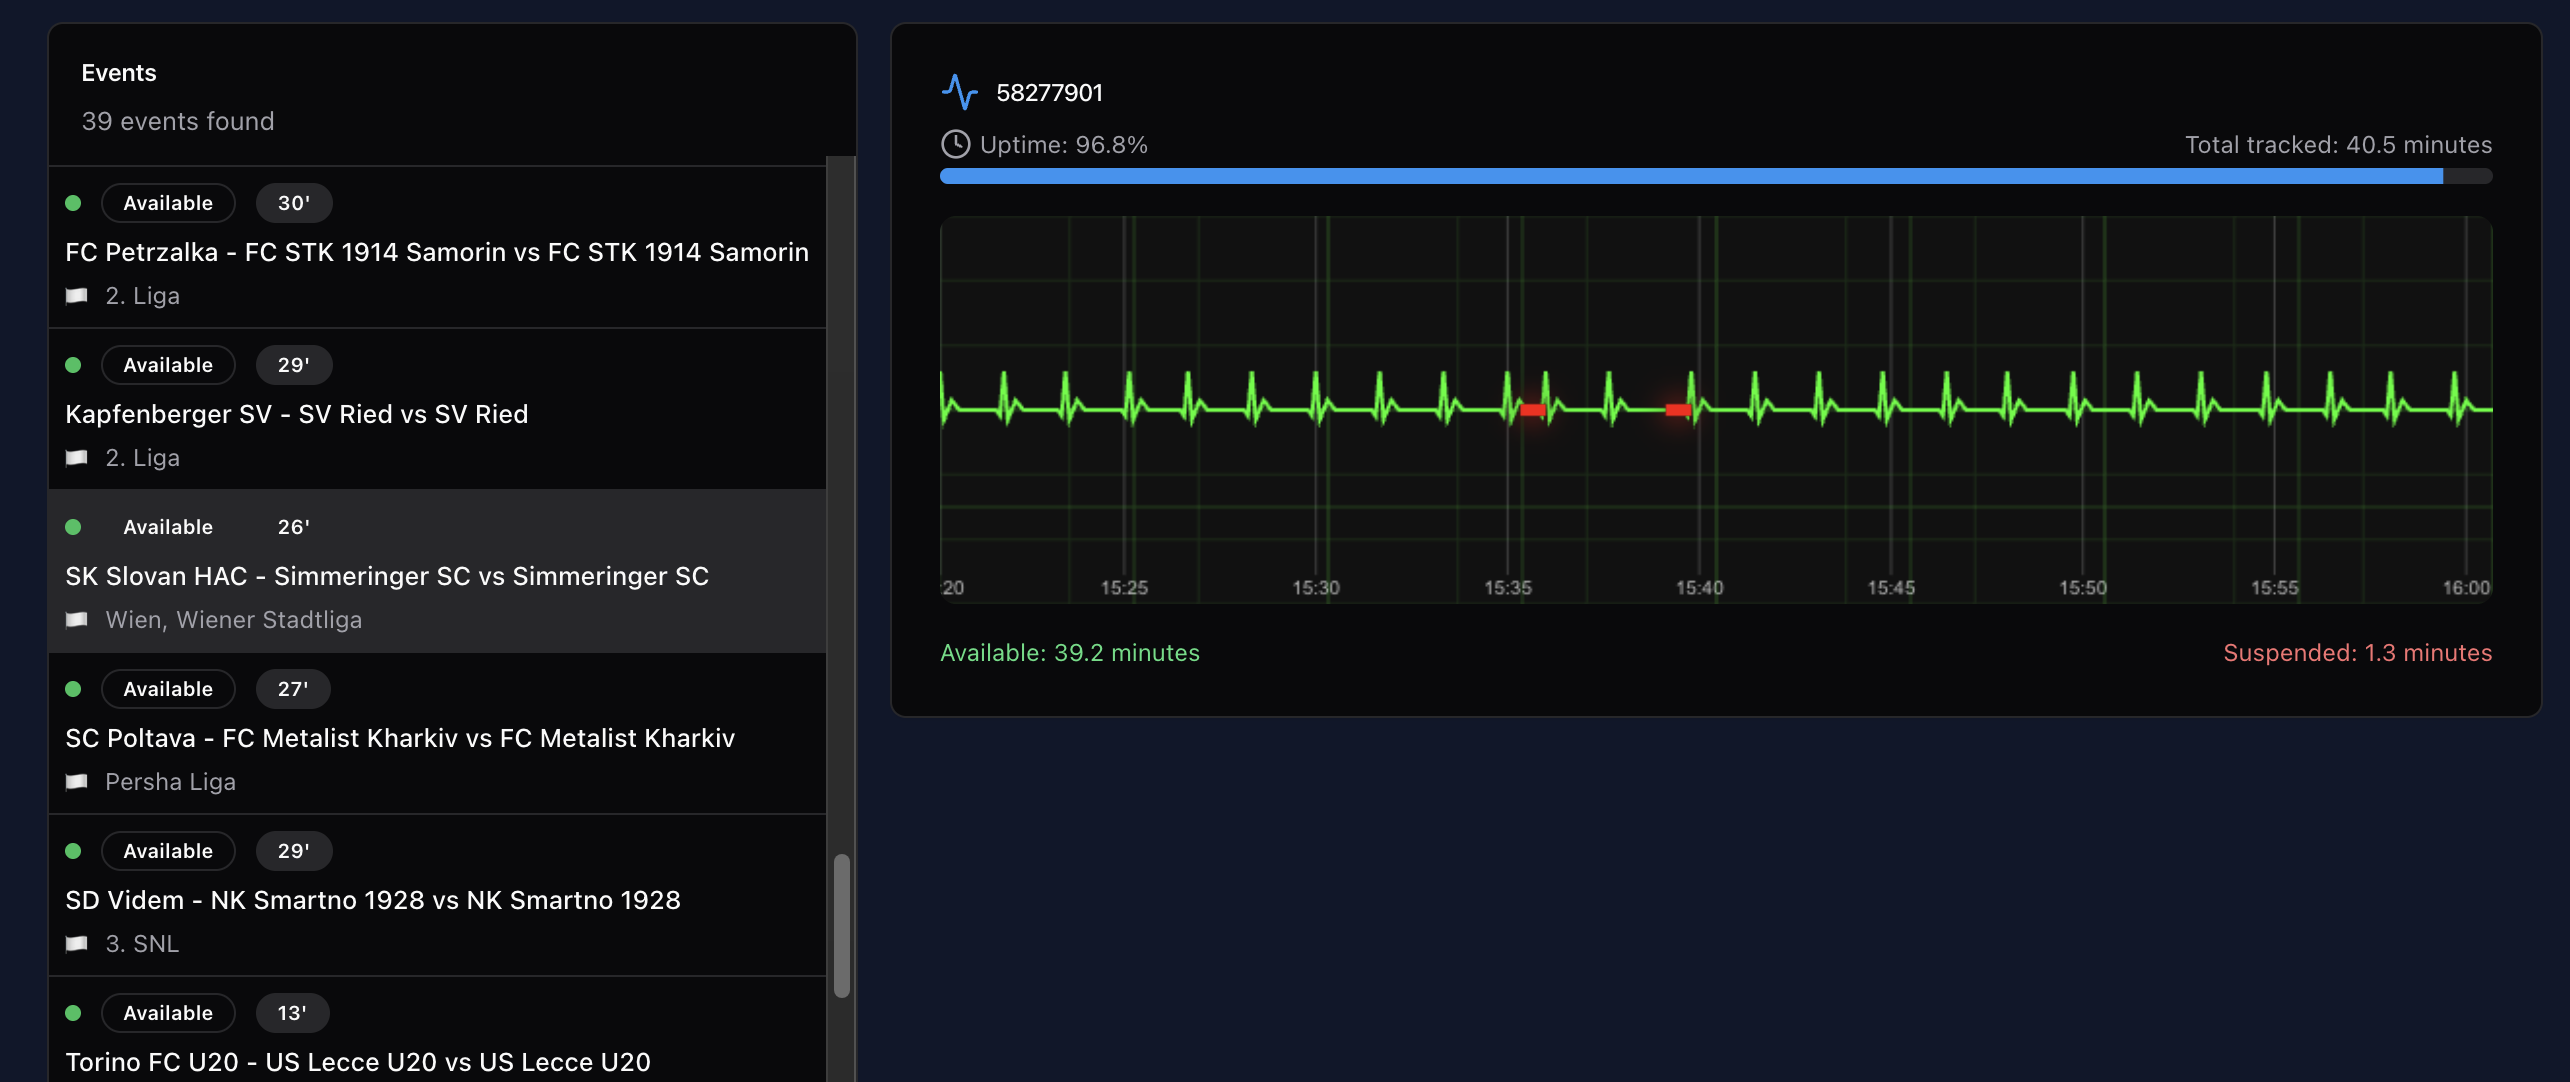 Events
39 events found
Available 30'
FC Petrzalka - FC STK 1914 Samorin vs FC STK 1914 Samorin
2. Liga
Available 29'
Kapfenberger SV - SV Ried vs SV Ried
2. Liga
Available 26'
SK Slovan HAC - Simmeringer SC vs Simmeringer SC
Wien, Wiener Stadtliga
Available 27'
SC Poltava - FC Metalist Kharkiv vs FC Metalist Kharkiv
Persha Liga
Available 29'
SD Videm - NK Smartno 1928 vs NK Smartno 1928
3. SNL
Available 13'
Torino FC U20 - US Lecce U20 vs US Lecce U20
58277901
Uptime: 96.8% Total tracked: 40.5 minutes
:20 15:25 15:30 15:35 15:40 15:45 15:50 15:55 16:00
Available: 39.2 minutes Suspended: 1.3 minutes